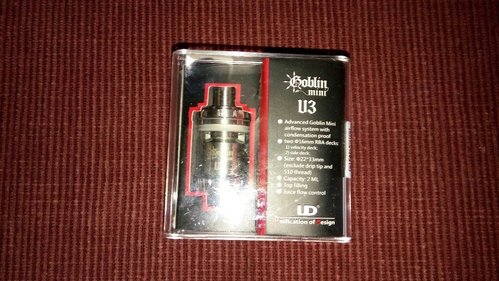 Goblin
mini
V3
Advanced Goblin Mini
airflow system with
condensation proof
two Φ16mm RBA decks:
1) velocity deck;
2) side deck.
Size: Φ22*33mm
(exclude drip tip and
510 thread)
Capacity: 2 ML
Top filling
Juice flow control
UD
Unification of Design